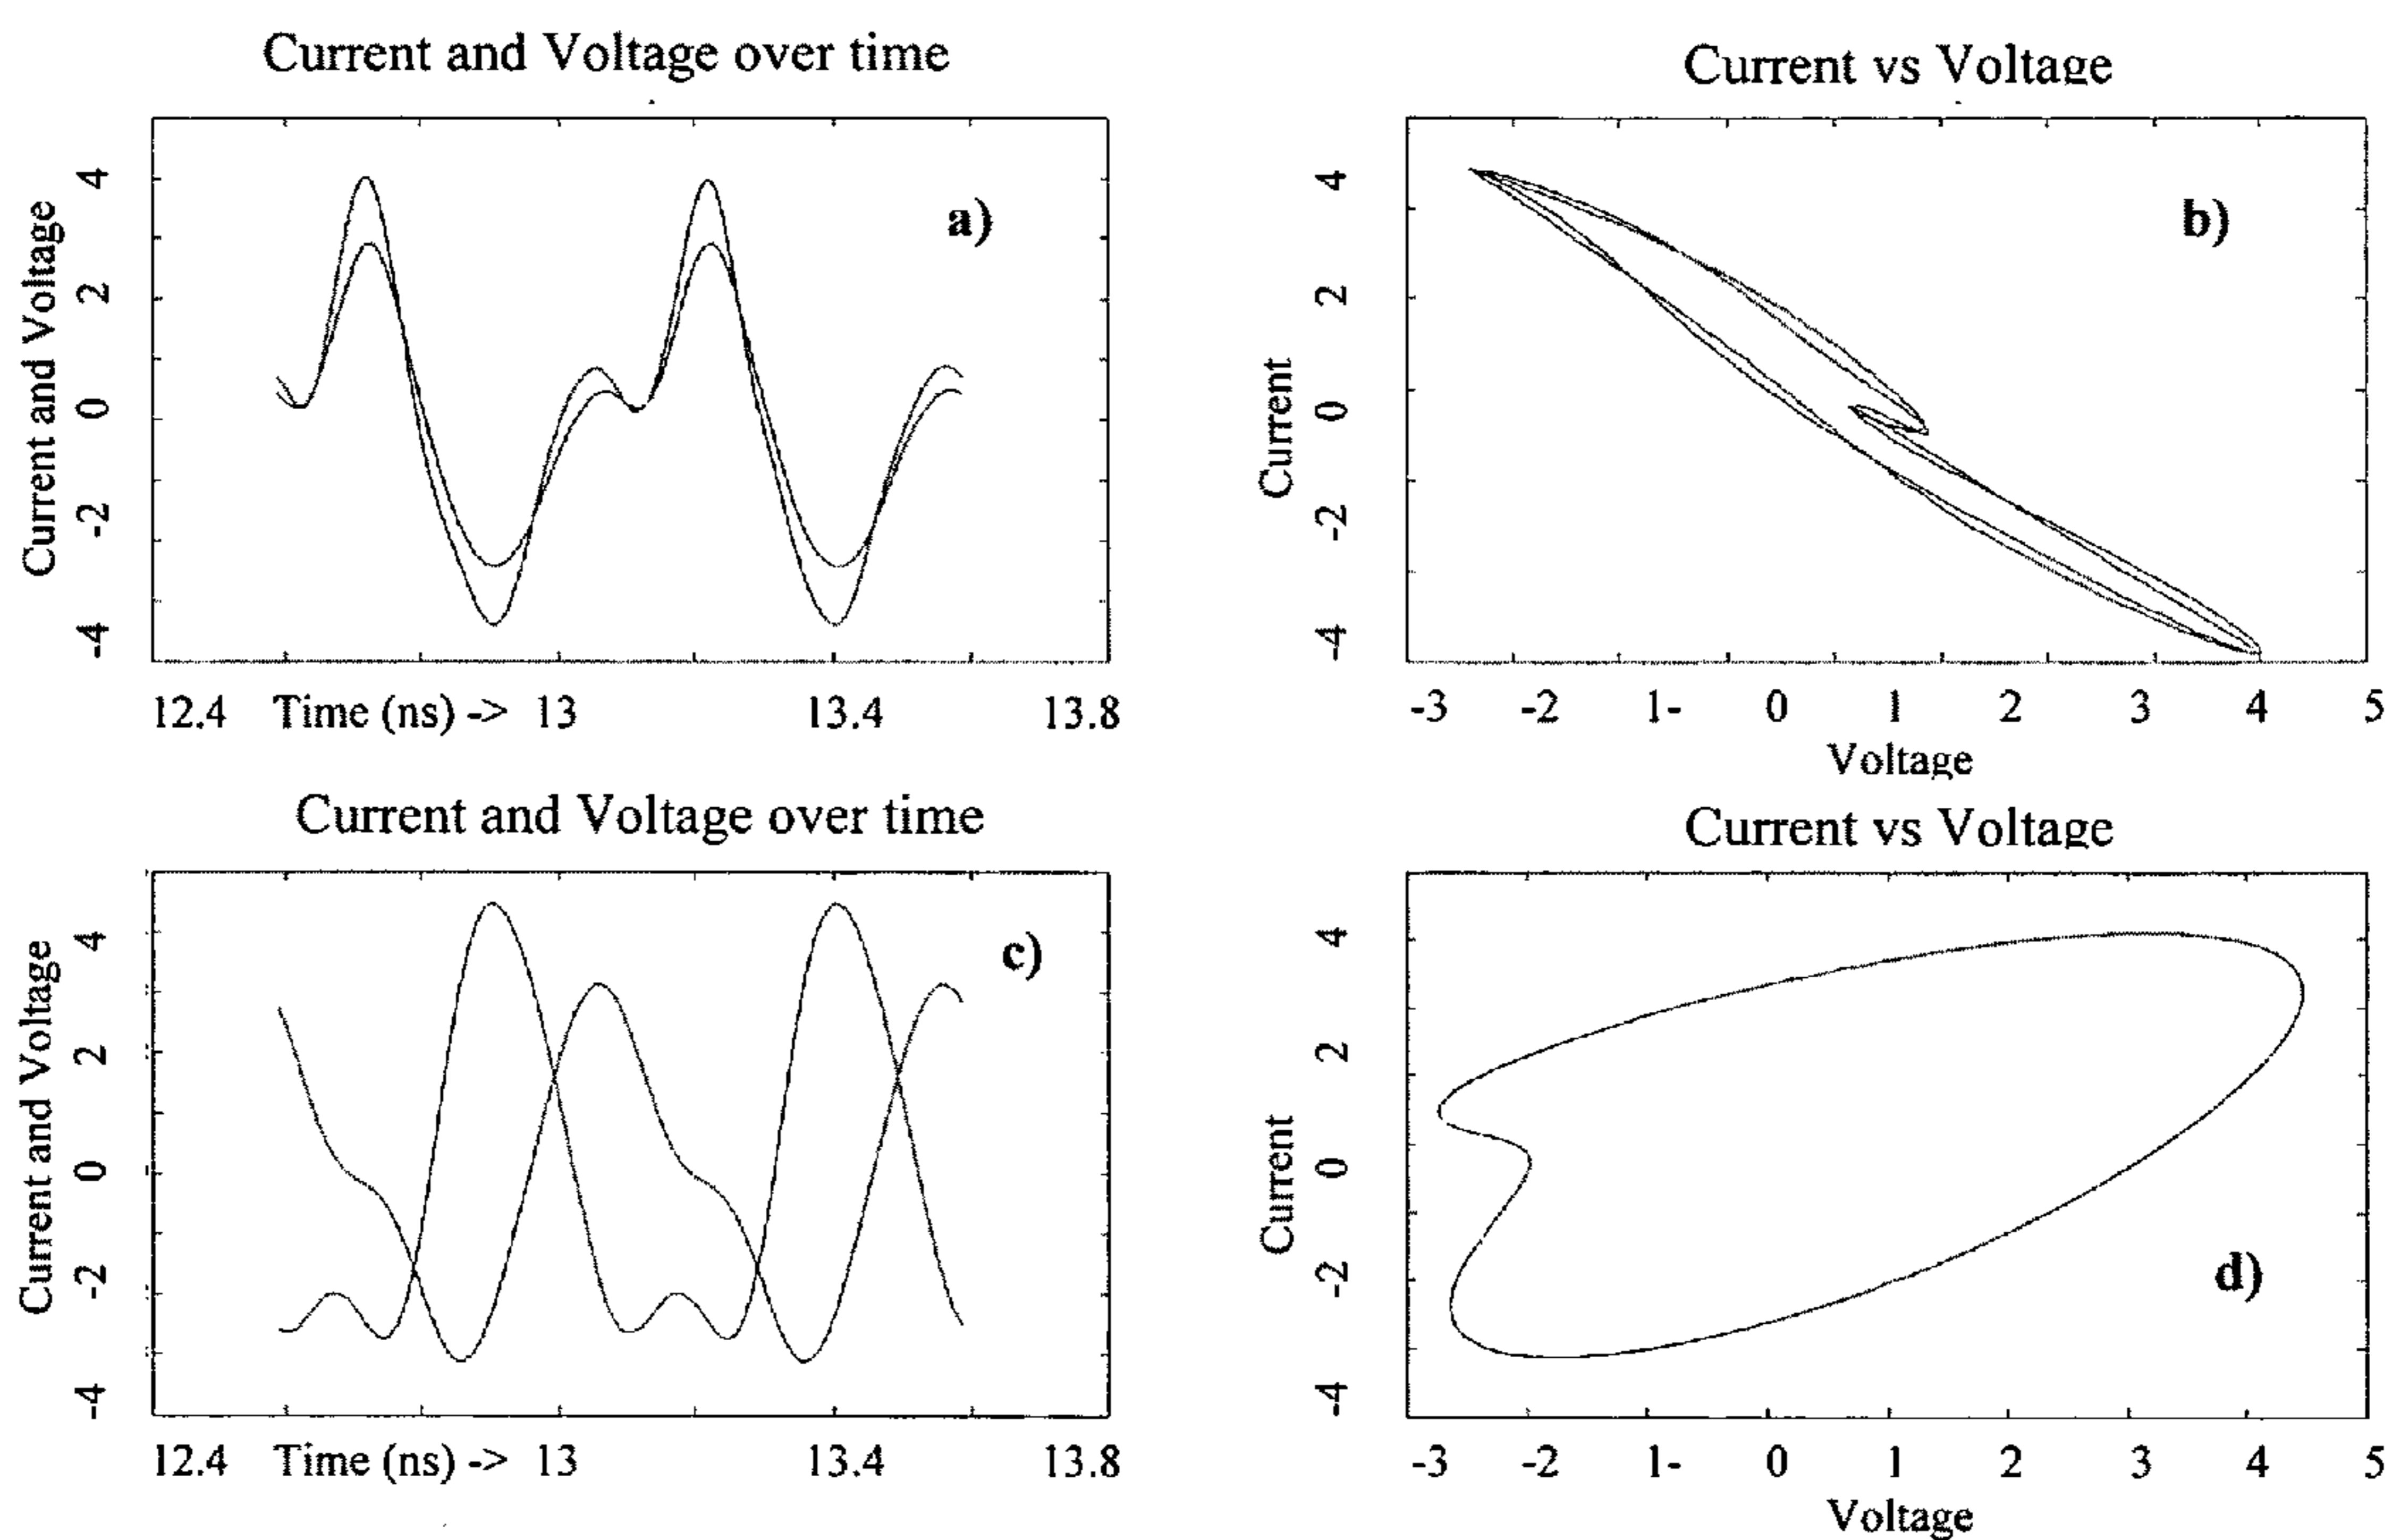 Current and Voltage over time
Current and Voltage
4
2
0
-2
-4
a)
12.4 Time (ns) -> 13 13.4 13.8
Current vs Voltage
Current
4
2
0
-2
-4
b)
-3 -2 1- 0 1 2 3 4 5
Voltage
Current and Voltage over time
Current and Voltage
4
2
0
-2
-4
c)
12.4 Time (ns) -> 13 13.4 13.8
Current vs Voltage
Current
4
2
0
-2
-4
d)
-3 -2 1- 0 1 2 3 4 5
Voltage